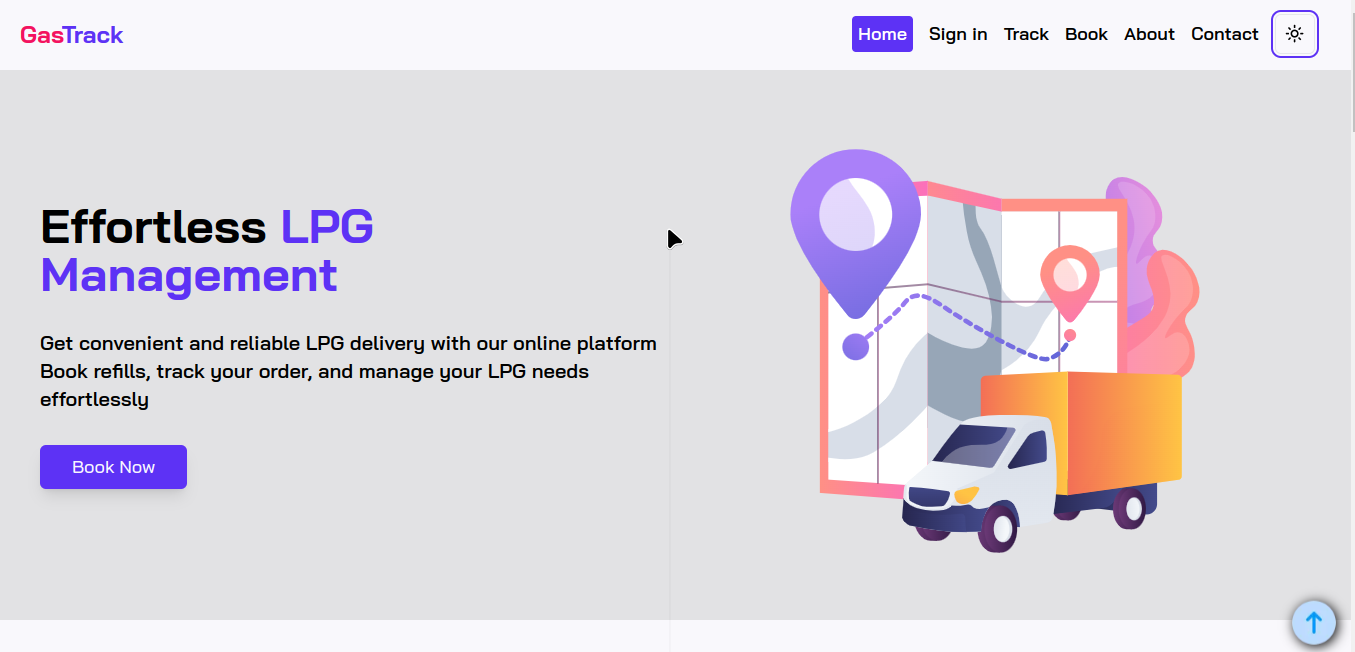 GasTrack
Home Sign in Track Book About Contact
Effortless LPG
Management
Get convenient and reliable LPG delivery with our online platform
Book refills, track your order, and manage your LPG needs
effortlessly
Book Now